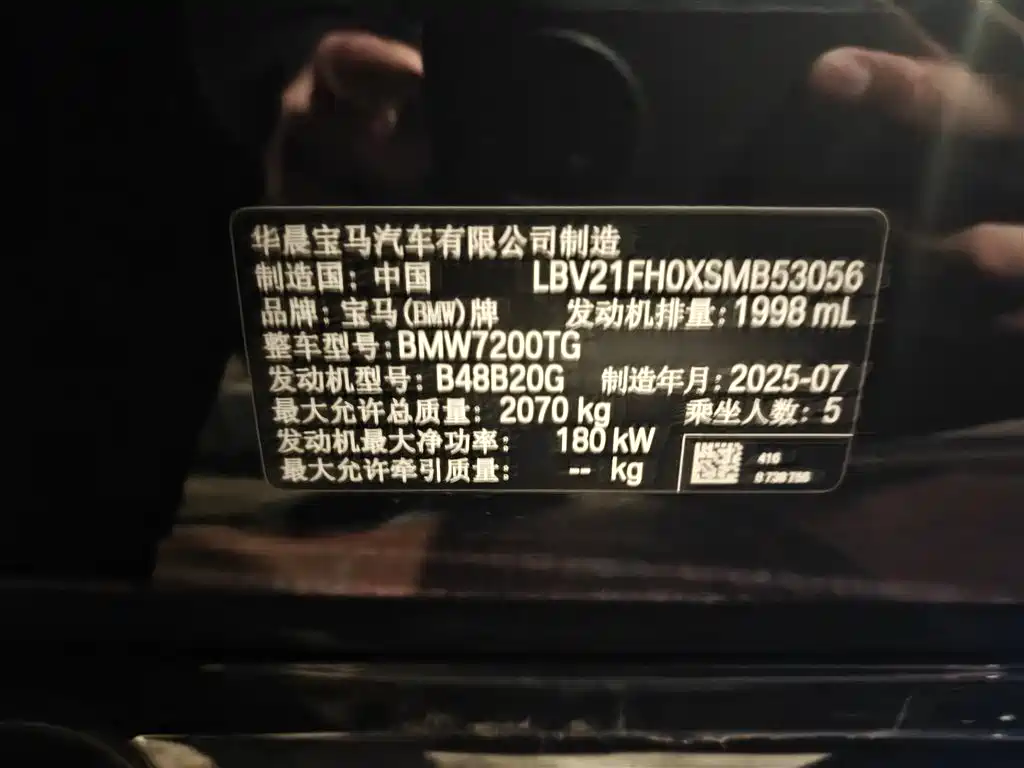 华晨宝马汽车有限公司制造
制造国：中国 LBV21FH0XSMB53056
品牌：宝马(BMW)牌 发动机排量：1998 mL
整车型号：BMW7200TG
发动机型号：B48B20G 制造年月：2025-07
最大允许总质量：2070 kg 乘坐人数：5
发动机最大净功率：180 kW
最大允许牵引质量：-- kg
416